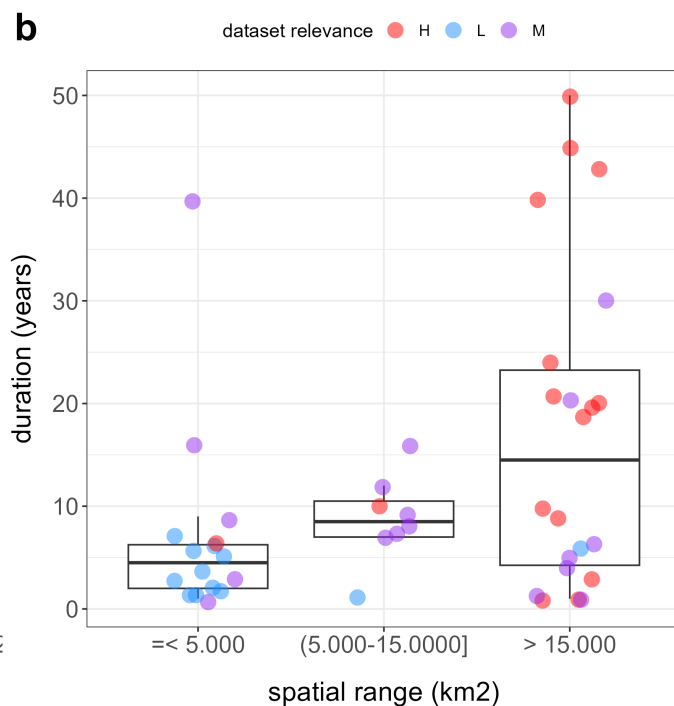 b
dataset relevance H L M
50
40
30
20
10
0
duration (years)
=< 5.000 (5.000-15.0000] > 15.000
spatial range (km2)